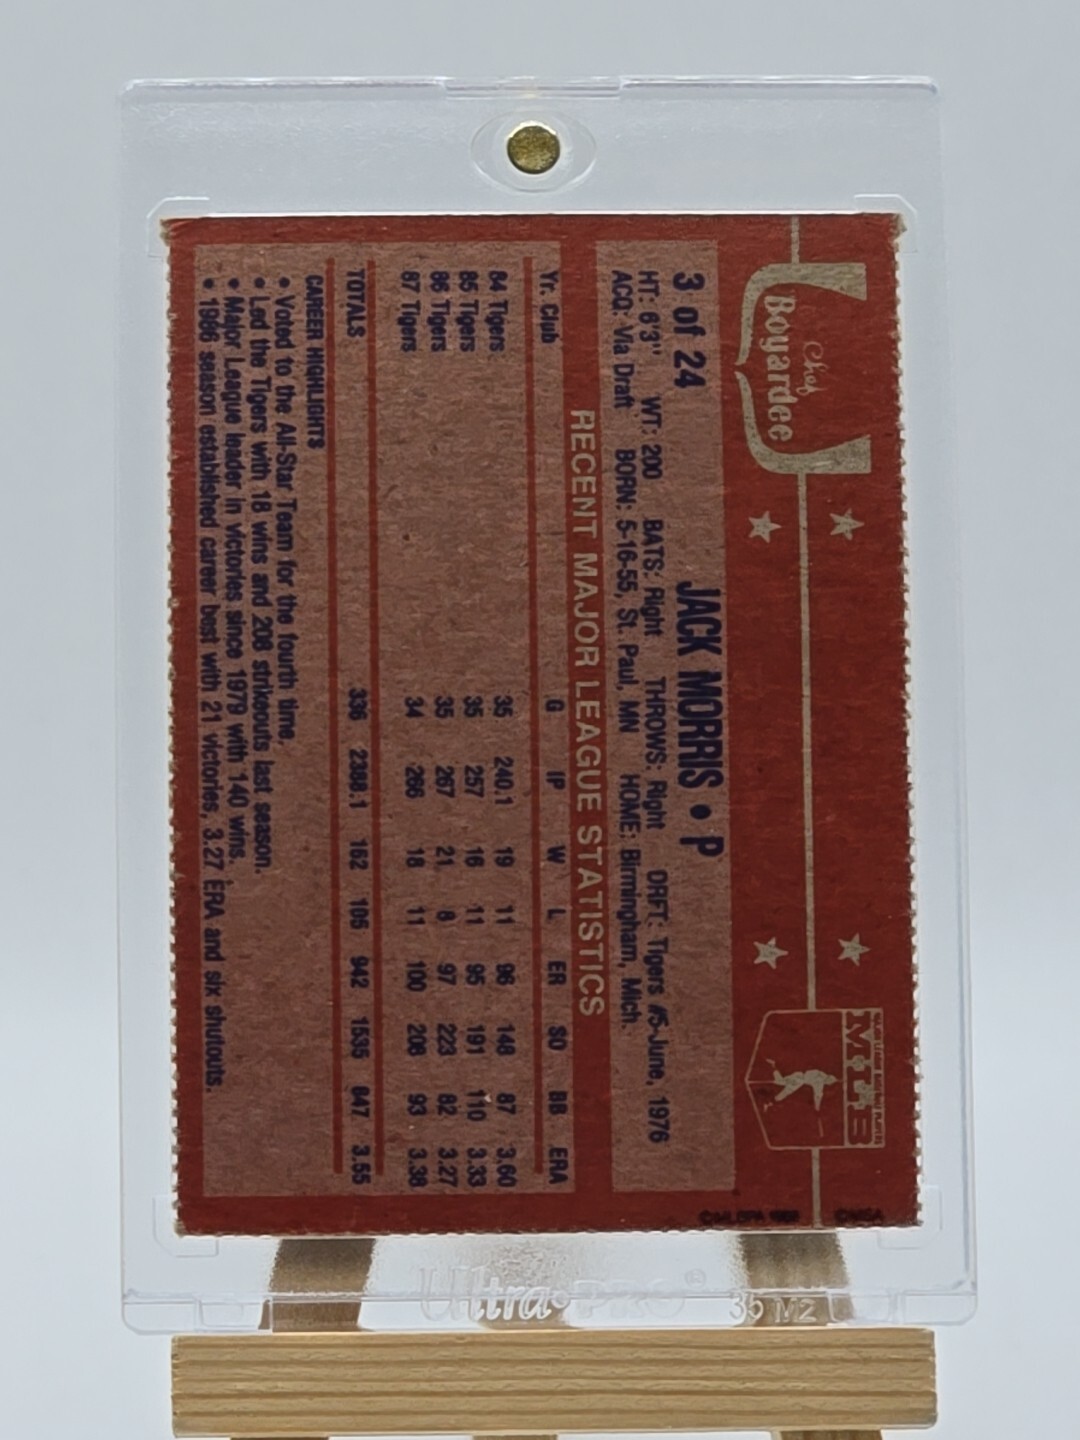 Chef
Boyardee
MLB
3 of 24
JACK MORRIS • P
HT: 6'3" WT: 200 BATS: Right THROWS: Right DRFT: Tigers #5-June, 1976
ACQ: Via Draft BORN: 5-16-55, St. Paul, MN HOME: Birmingham, Mich.
RECENT MAJOR LEAGUE STATISTICS
Yr. Club G IP W L ER SO BB ERA
84 Tigers 35 240.1 19 11 96 148 87 3.60
85 Tigers 35 257 16 11 95 191 110 3.33
86 Tigers 35 267 21 8 97 223 82 3.27
87 Tigers 34 266 18 11 100 208 93 3.38
TOTALS 336 2388.1 162 105 942 1535 847 3.55
CAREER HIGHLIGHTS
• Voted to the All-Star Team for the fourth time.
• Led the Tigers with 18 wins and 208 strikeouts last season.
• Major League leader in victories since 1979 with 140 wins.
• 1986 season established career best with 21 victories, 3.27 ERA and six shutouts.
©MLBPA 1988 ©MSA
Ultra•PRO® 35 MZ